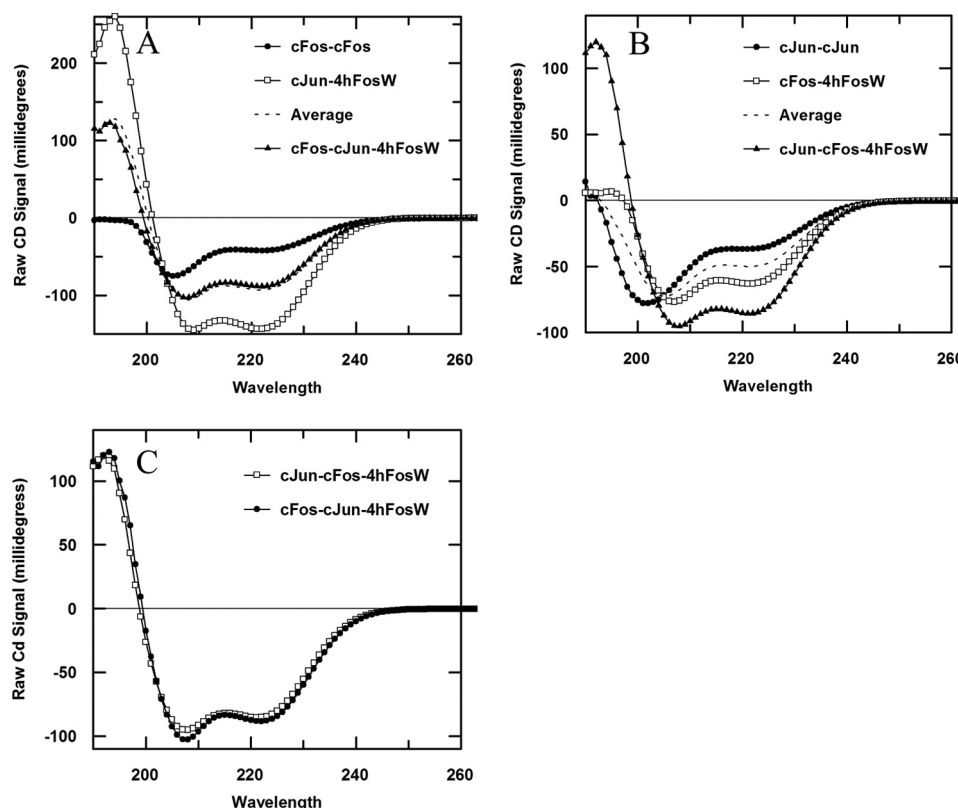 A
cFos-cFos
cJun-4hFosW
Average
cFos-cJun-4hFosW
200
100
0
-100
Raw CD Signal (millidegrees)
200 220 240 260
Wavelength
B
cJun-cJun
cFos-4hFosW
Average
cJun-cFos-4hFosW
100
50
0
-50
-100
Raw CD Signal (millidegrees)
200 220 240 260
Wavelength
C
cJun-cFos-4hFosW
cFos-cJun-4hFosW
100
50
0
-50
-100
Raw Cd Signal (millidegress)
200 220 240 260
Wavelength